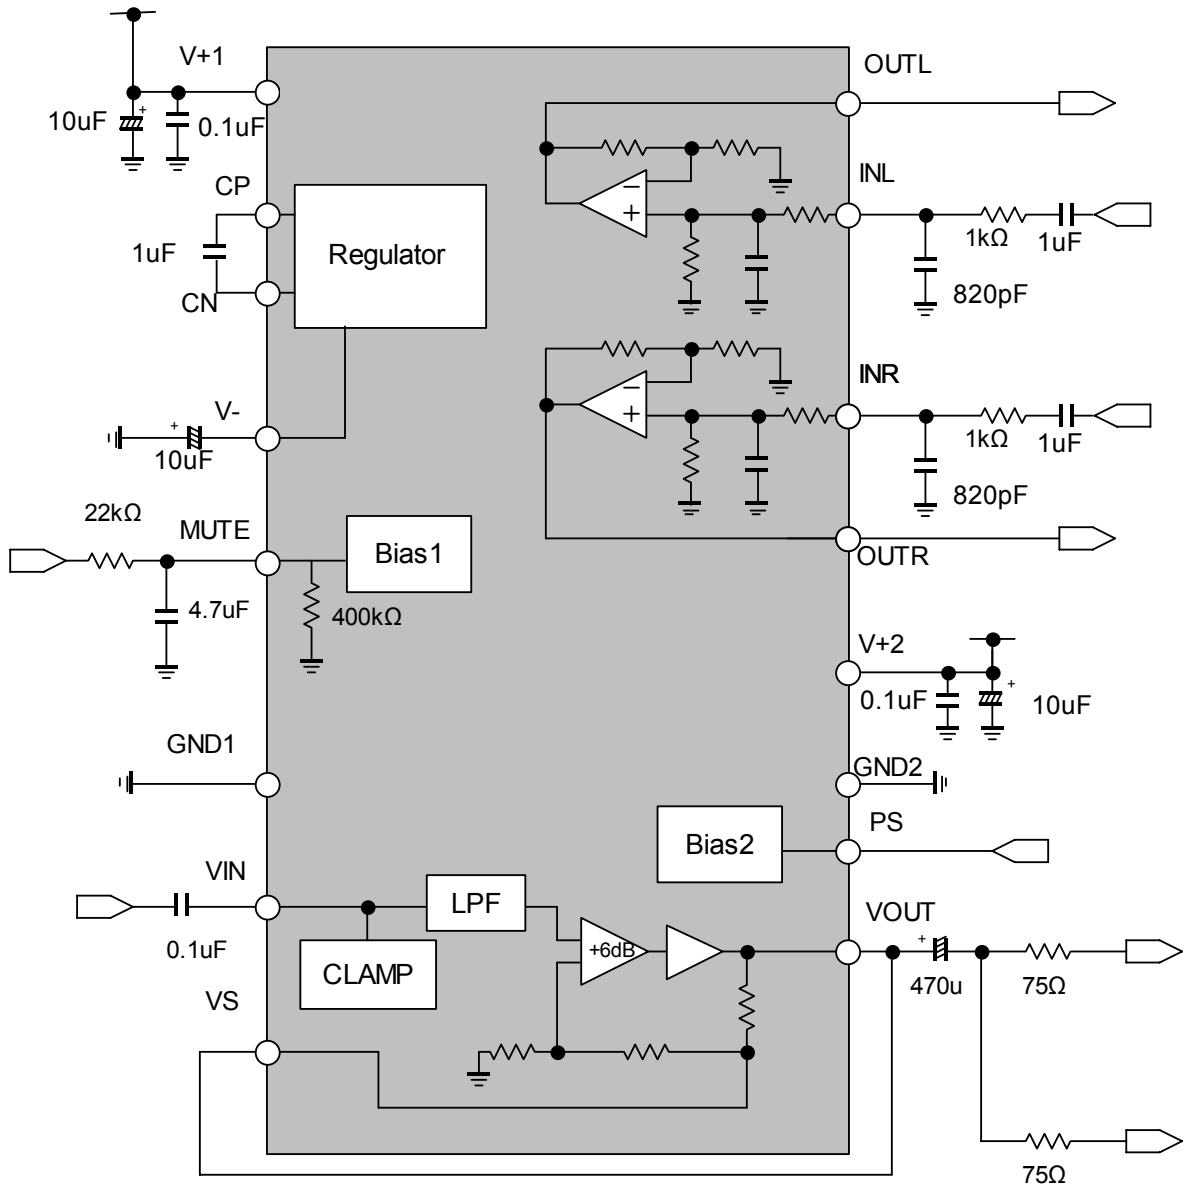 V+1
OUTL
10uF
+
0.1uF
CP
INL
1uF
Regulator
−
+
1kΩ
1uF
CN
820pF
INR
V-
−
+
+
10uF
1kΩ
1uF
820pF
22kΩ
MUTE
Bias1
OUTR
4.7uF
400kΩ
V+2
+
0.1uF
10uF
GND1
GND2
PS
Bias2
VIN
LPF
VOUT
+
0.1uF
+6dB
CLAMP
470u
75Ω
VS
75Ω